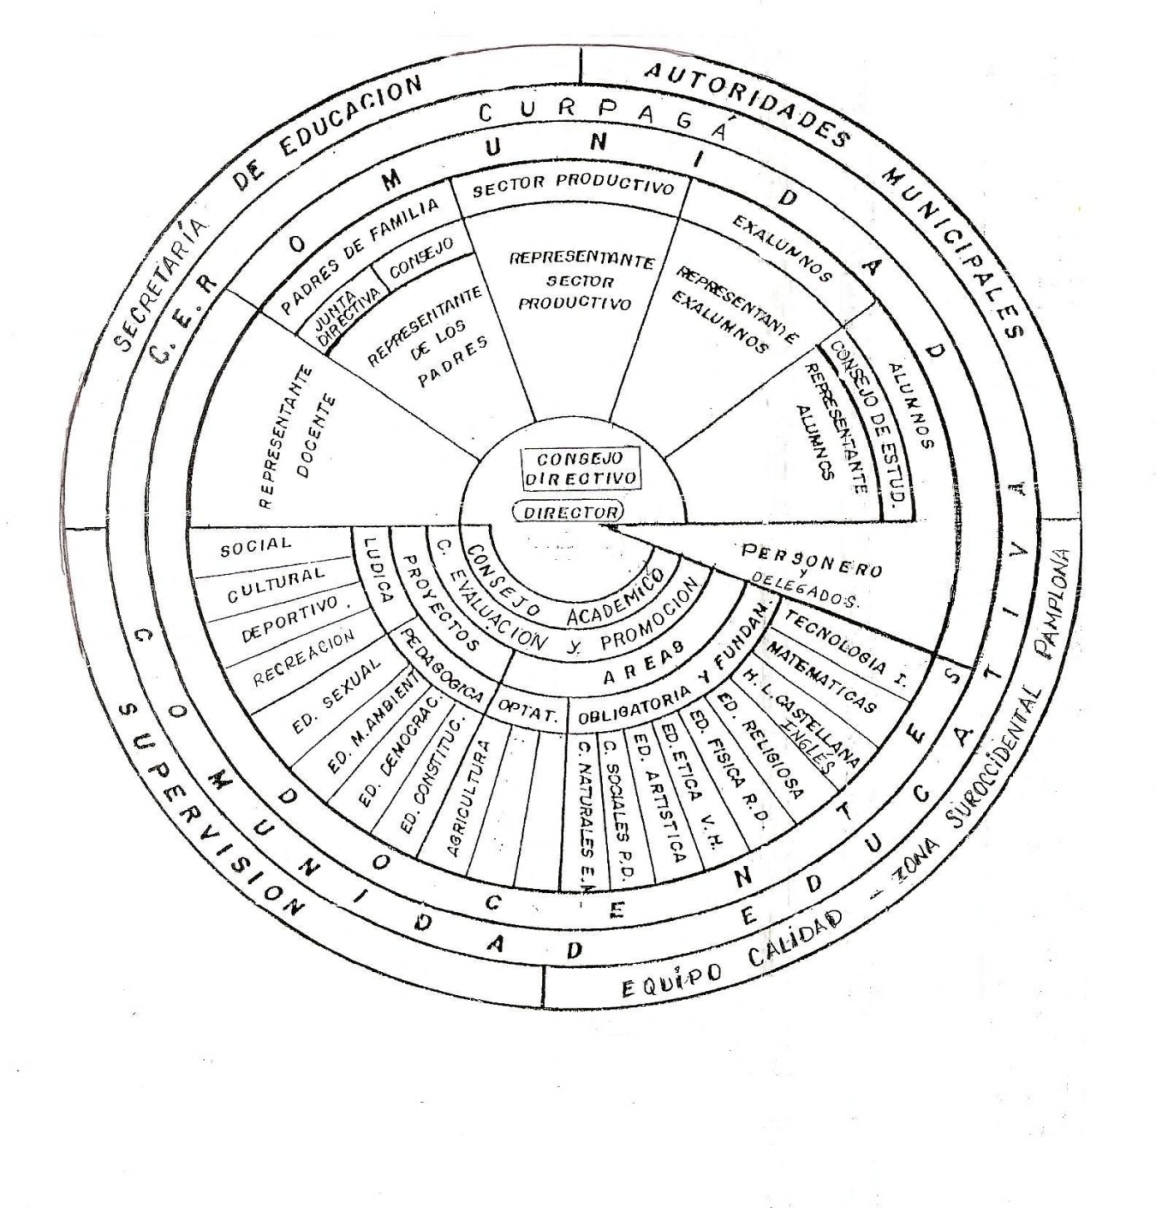 SECRETARÍA DE EDUCACION
AUTORIDADES MUNICIPALES
C.E.R CURPAGÁ
COMUNIDAD
PADRES DE FAMILIA
JUNTA
DIRECTIVA
CONSEJO
REPRESENTANTE
DE LOS
PADRES
SECTOR PRODUCTIVO
REPRESENTANTE
SECTOR
PRODUCTIVO
EXALUMNOS
REPRESENTANTE
EXALUMNOS
ALUMNOS
CONSEJO DE ESTUD.
REPRESENTANTE
ALUMNOS
REPRESENTANTE
DOCENTE
CONSEJO
DIRECTIVO
DIRECTOR
PERSONERO
Y
DELEGADOS.
CONSEJO ACADEMICO
C. EVALUACION Y PROMOCION
PROYECTOS
AREAS
LUDICA
PEDAGOGICA
OPTAT.
OBLIGATORIA Y FUNDAM.
SOCIAL
CULTURAL
DEPORTIVO.
RECREACION
ED. SEXUAL
ED. M.AMBIENT
ED. DEMOCRAC.
ED. CONSTITUC.
AGRICULTURA
C. NATURALES E.
C. SOCIALES P.D.
ED. ARTISTICA
ED. ETICA V.H.
ED. FISICA R.D.
ED. RELIGIOSA
H. L. CASTELLANA
INGLES
MATEMATICAS
TECNOLOGIA I.
DOCENTES
COMUNIDAD EDUCATIVA
SUPERVISION
EQUIPO CALIDAD - ZONA SUROCCIDENTAL PAMPLONA